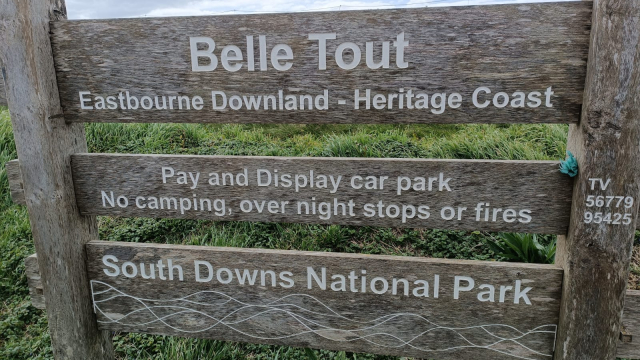 Belle Tout
Eastbourne Downland - Heritage Coast
Pay and Display car park
No camping, over night stops or fires
TV
56779
95425
South Downs National Park